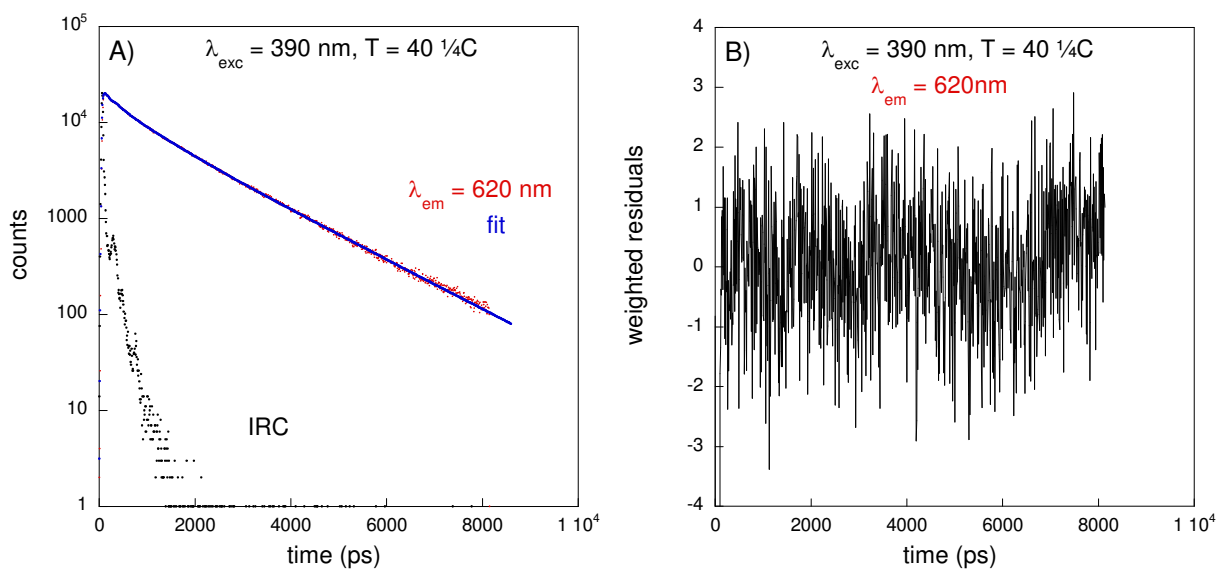 A)
λexc = 390 nm, T = 40 ¼C
λem = 620 nm
fit
IRC
counts
10^5
10^4
1000
100
10
1
0
2000
4000
6000
8000
1 10^4
time (ps)
B)
λexc = 390 nm, T = 40 ¼C
λem = 620nm
weighted residuals
4
3
2
1
0
-1
-2
-3
-4
0
2000
4000
6000
8000
1 10^4
time (ps)